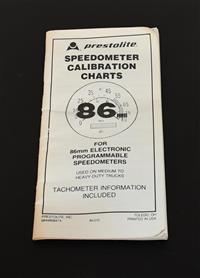 prestolite
SPEEDOMETER
CALIBRATION
CHARTS
86mm
FOR
86mm ELECTRONIC
PROGRAMMABLE
SPEEDOMETERS
USED ON MEDIUM TO
HEAVY-DUTY TRUCKS
TACHOMETER INFORMATION
INCLUDED
PRESTOLITE, INC.
TOLEDO, OH
PRINTED IN USA